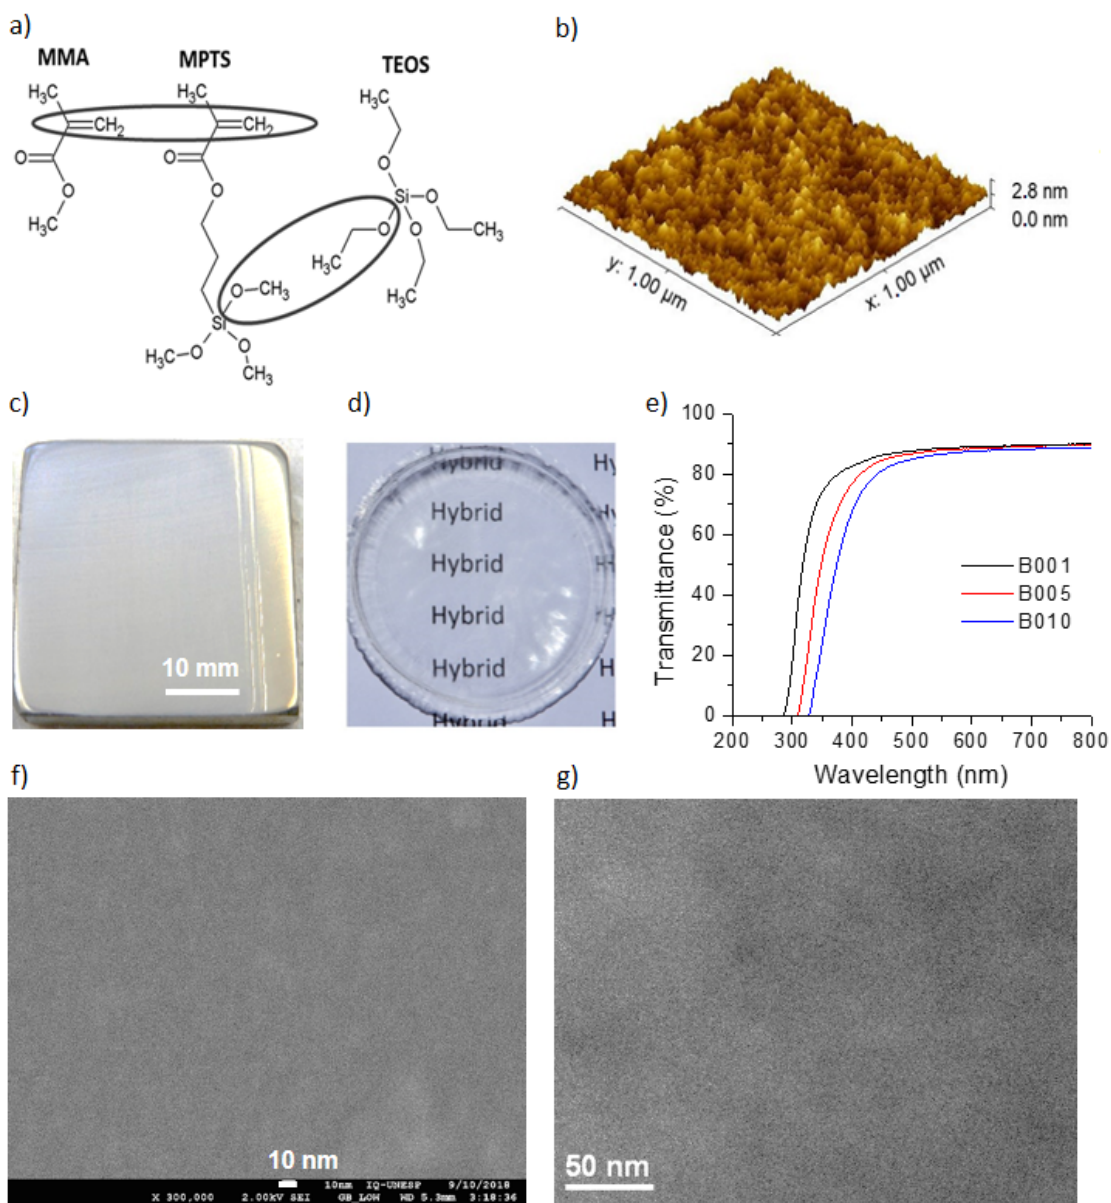 a)
MMA
MPTS
TEOS
H₃C
H₃C
H₃C
CH₂
CH₂
O
O
O
O
O
O
Si
O
CH₃
H₃C
O
H₃C
CH₃
O
CH₃
Si
H₃C
O
O
CH₃
b)
2.8 nm
0.0 nm
y: 1.00 µm
x: 1.00 µm
c)
10 mm
d)
Hybrid Hy
Hybrid
Hybrid
Hybrid
Hybrid H
Hybrid H
e)
100
80
60
40
20
0
Transmittance (%)
B001
B005
B010
200 300 400 500 600 700 800
Wavelength (nm)
f)
10 nm
10nm IQ-UNESP 9/10/2018
X 300,000 2.00kV SEI GB_LOW WD 5.3mm 3:18:36
g)
50 nm